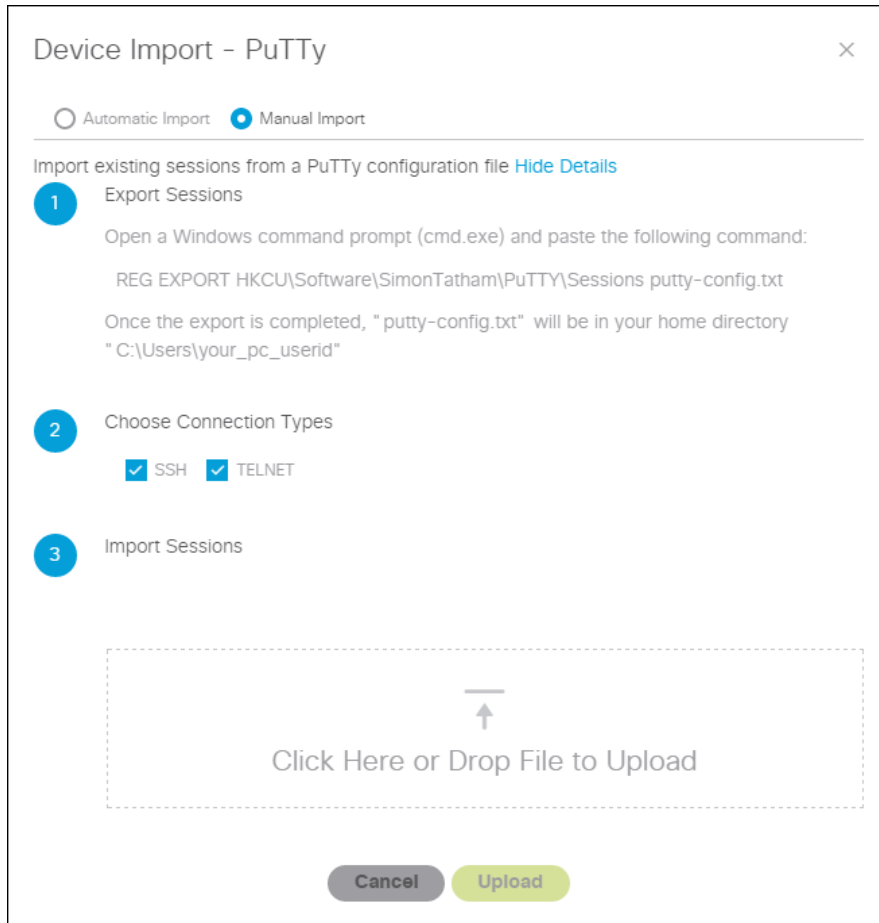 Device Import - PuTTy
Automatic Import Manual Import
Import existing sessions from a PuTTy configuration file Hide Details
1 Export Sessions
Open a Windows command prompt (cmd.exe) and paste the following command:
REG EXPORT HKCU\Software\SimonTatham\PuTTY\Sessions putty-config.txt
Once the export is completed, "putty-config.txt" will be in your home directory
"C:\Users\your_pc_userid"
2 Choose Connection Types
SSH TELNET
3 Import Sessions
Click Here or Drop File to Upload
Cancel Upload